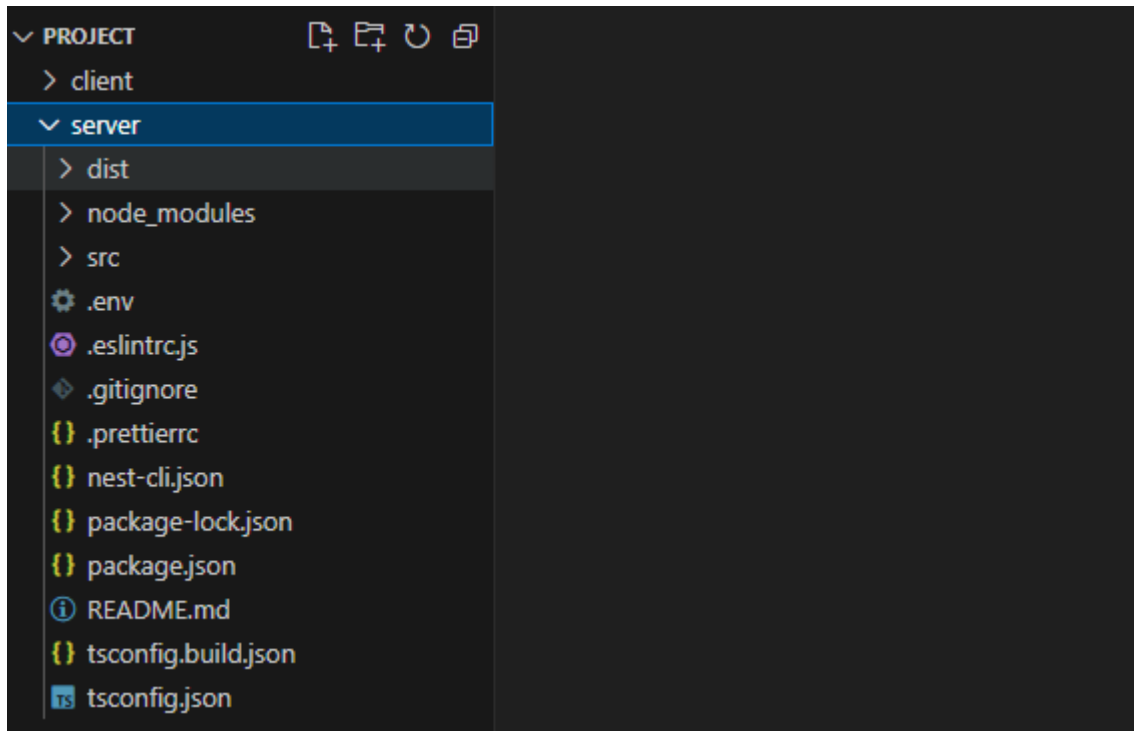 PROJECT
client
server
dist
node_modules
src
.env
.eslintrc.js
.gitignore
{} .prettierrc
{} nest-cli.json
{} package-lock.json
{} package.json
README.md
{} tsconfig.build.json
TS tsconfig.json